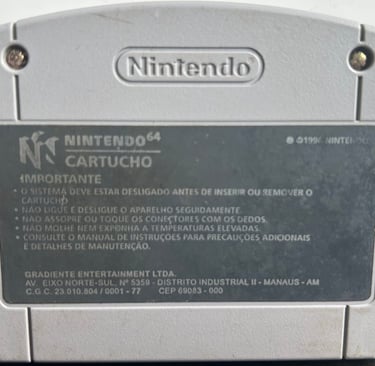 Nintendo
NINTENDO64
CARTUCHO
IMPORTANTE
• O SISTEMA DEVE ESTAR DESLIGADO ANTES DE INSERIR OU REMOVER O
CARTUCHO
• NÃO LIGUE E DESLIGUE O APARELHO SEGUIDAMENTE.
• NÃO ASSOPRE OU TOQUE OS CONECTORES COM OS DEDOS.
• NÃO MOLHE NEM EXPONHA A TEMPERATURAS ELEVADAS.
• CONSULTE O MANUAL DE INSTRUÇÕES PARA PRECAUÇÕES ADICIONAIS
E DETALHES DE MANUTENÇÃO.
GRADIENTE ENTERTAINMENT LTDA.
AV. EIXO NORTE-SUL, Nº 5359 - DISTRITO INDUSTRIAL II - MANAUS - AM
C.G.C. 23.010.804 / 0001 - 77 CEP 69083 - 000